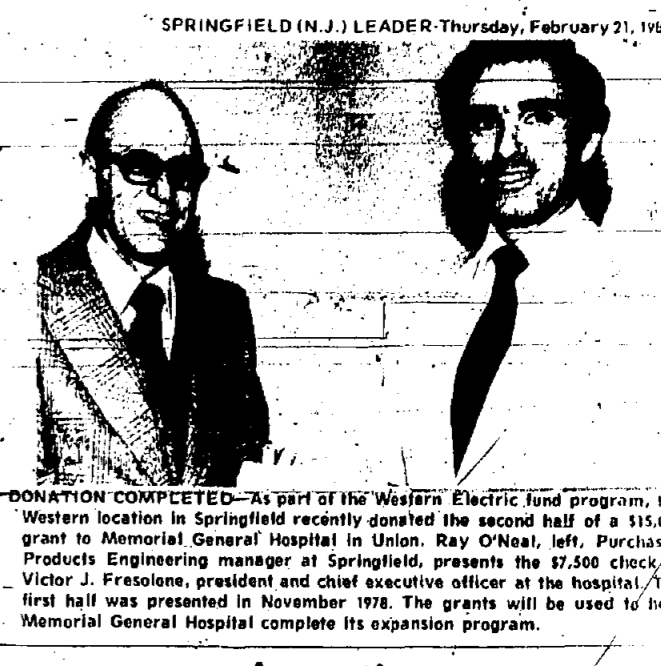 SPRINGFIELD (N.J.) LEADER-Thursday, February 21, 198
DONATION COMPLETED—As part of the Western Electric fund program,
Western location in Springfield recently donated the second half of a $15,
grant to Memorial General Hospital in Union. Ray O'Neal, left, Purchas
Products Engineering manager at Springfield, presents the $7,500 check
Victor J. Fresolone, president and chief executive officer at the hospital.
first half was presented in November 1978. The grants will be used to
Memorial General Hospital complete its expansion program.